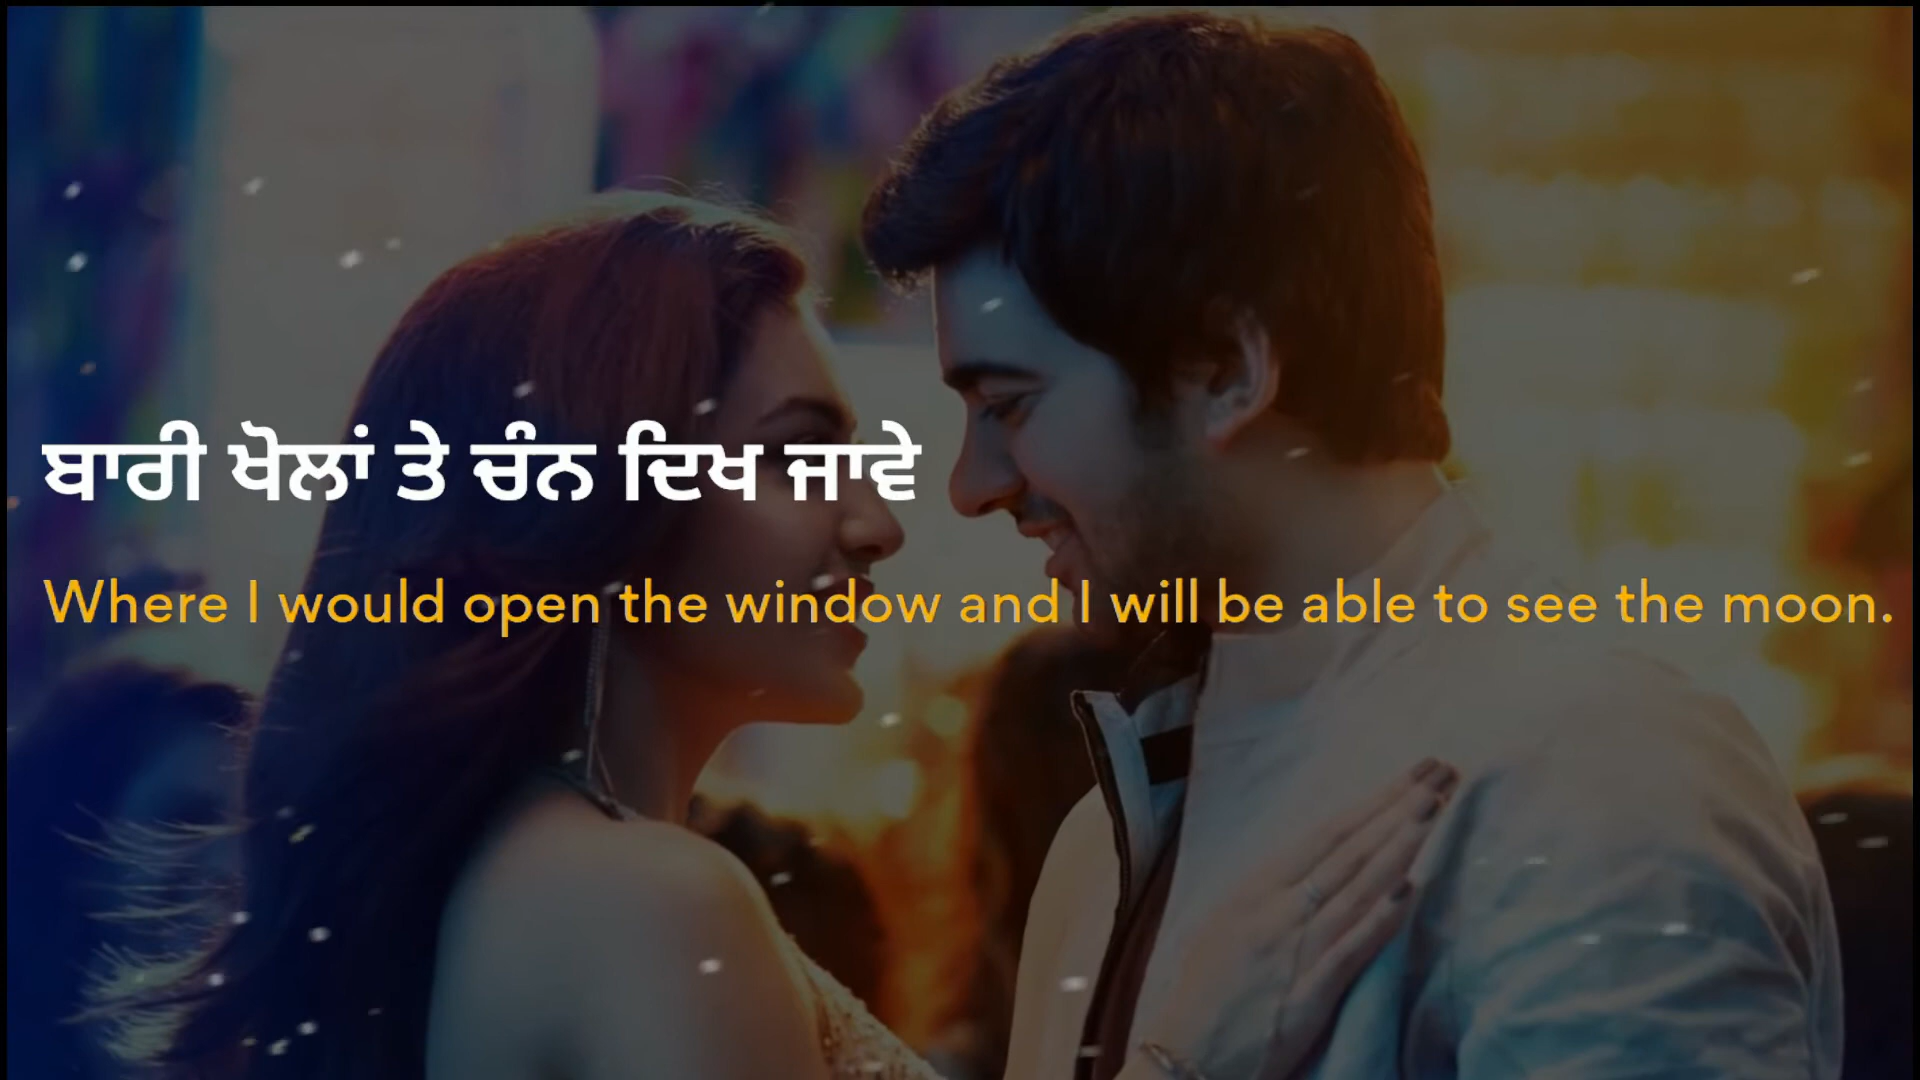 ਬਾਰੀ ਖੋਲਾਂ ਤੇ ਚੰਨ ਦਿਖ ਜਾਵੇ
Where I would open the window and I will be able to see the moon.